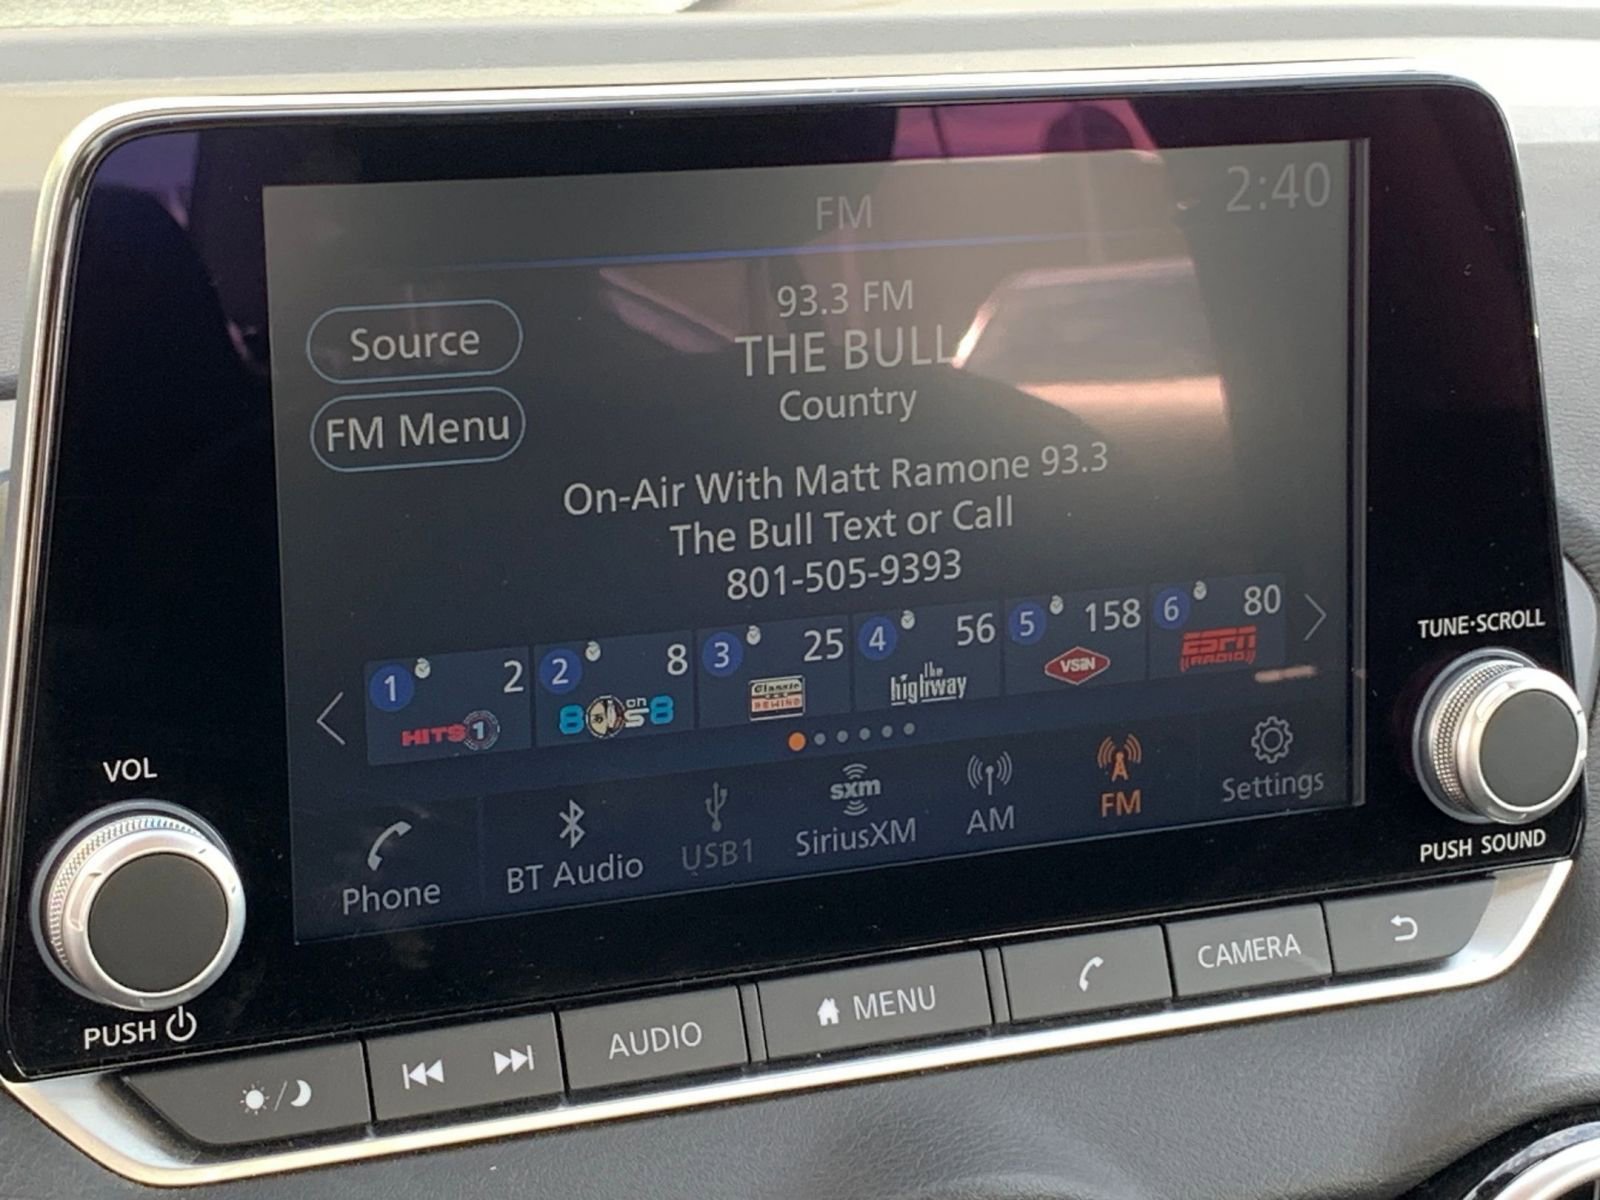 FM
2:40
Source
FM Menu
93.3 FM
THE BULL
Country
On-Air With Matt Ramone 93.3
The Bull Text or Call
801-505-9393
1 2
HITS 1
2 8
80s on 8
3 25
Classic REWIND
4 56
the highway
5 158
VSiN
6 80
ESPN RADIO
Phone
BT Audio
USB1
sxm
SiriusXM
AM
FM
Settings
VOL
PUSH
TUNE·SCROLL
PUSH SOUND
AUDIO
MENU
CAMERA